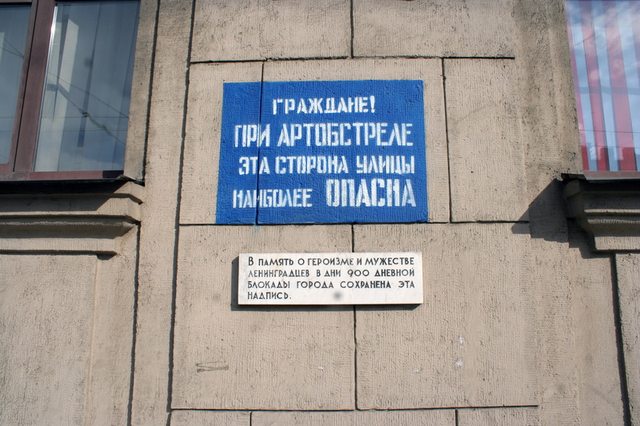 ГРАЖДАНЕ!
ПРИ АРТОБСТРЕЛЕ
ЭТА СТОРОНА УЛИЦЫ
НАИБОЛЕЕ ОПАСНА
В ПАМЯТЬ О ГЕРОИЗМЕ И МУЖЕСТВЕ
ЛЕНИНГРАДЦЕВ В ДНИ 900 ДНЕВНОЙ
БЛОКАДЫ ГОРОДА СОХРАНЕНА ЭТА
НАДПИСЬ.